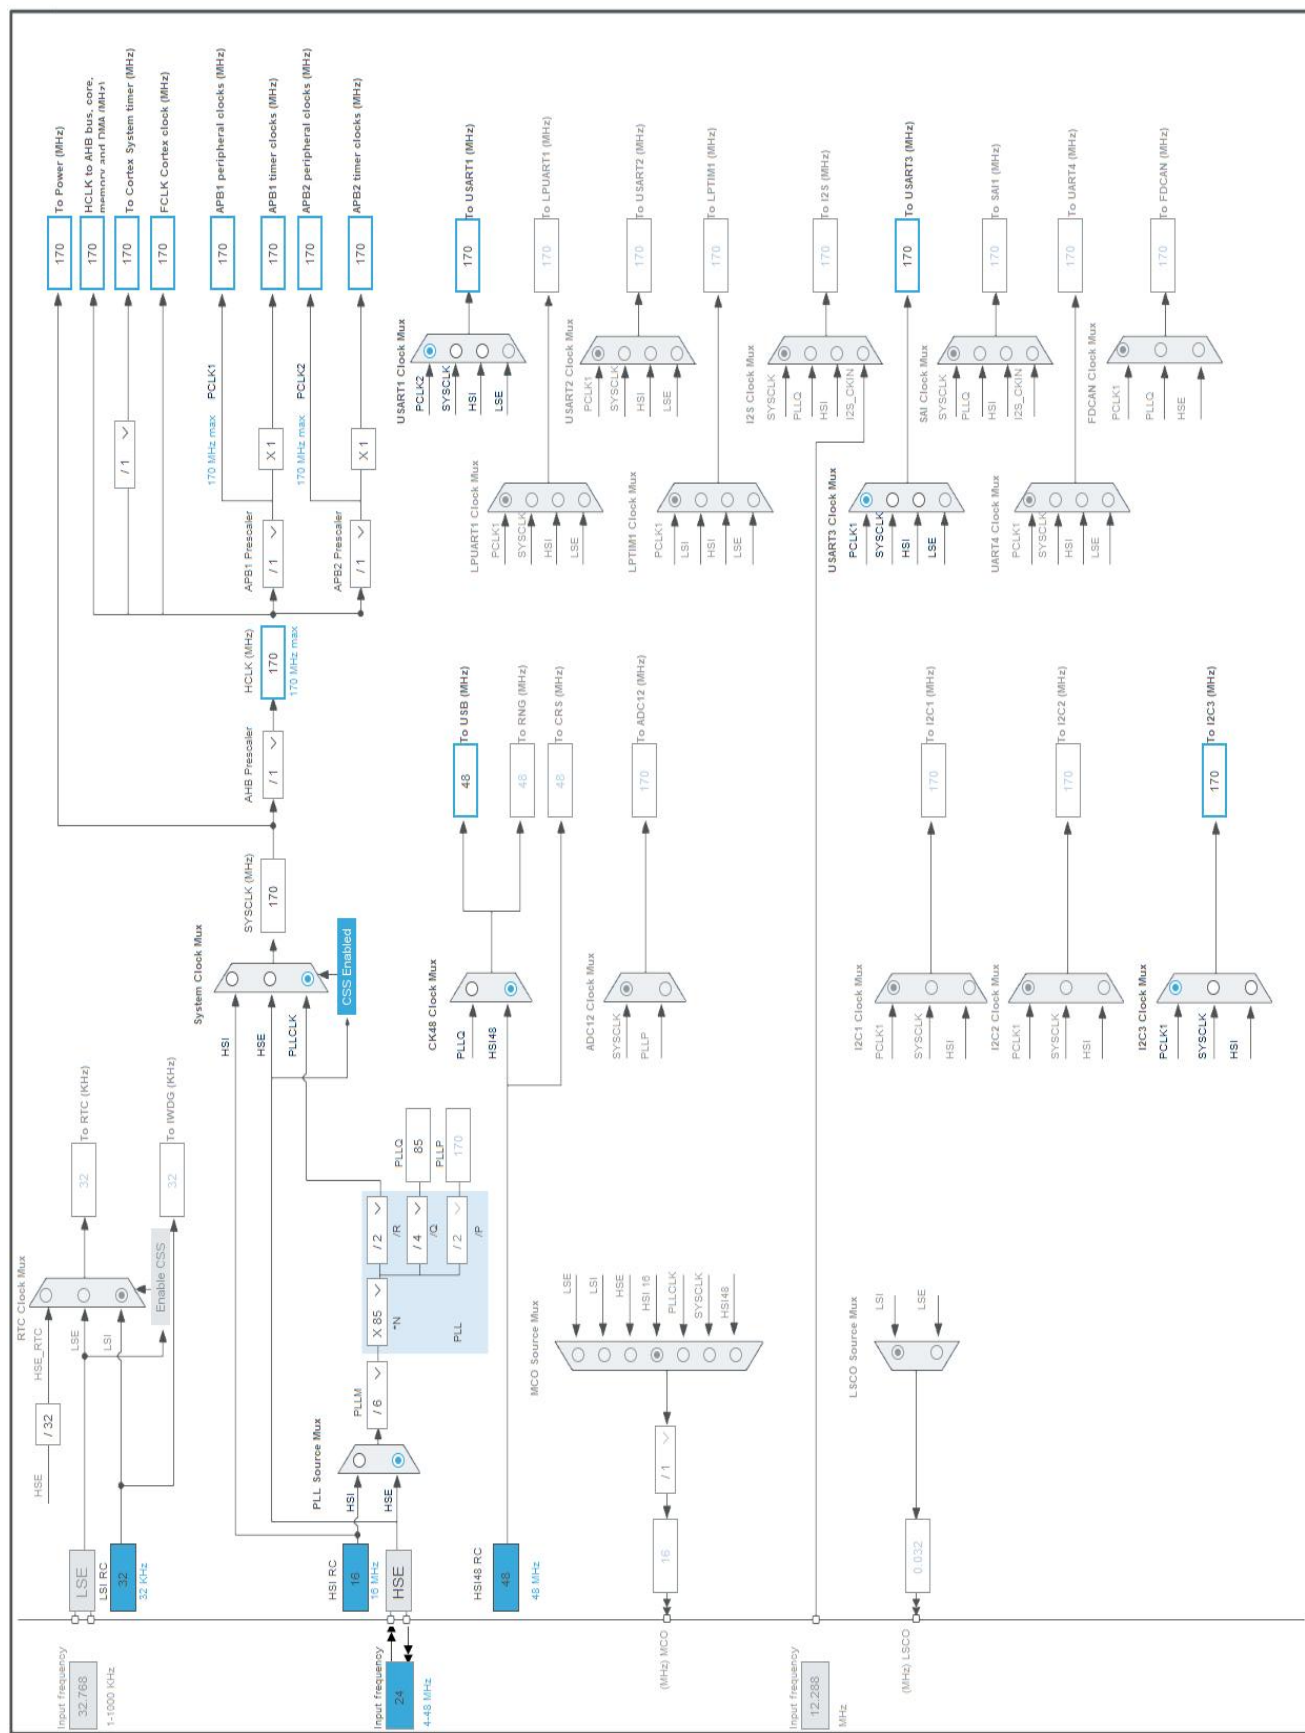 Input frequency
32.768
1-1000 KHz
LSE
LSI RC
32
32 KHz
HSE
/ 32
HSE_RTC
LSE
LSI
RTC Clock Mux
Enable CSS
32
To RTC (KHz)
32
To IWDG (KHz)
Input frequency
24
4-48 MHz
HSI RC
16
16 MHz
HSE
HSI48 RC
48
48 MHz
PLL Source Mux
HSI
HSE
PLLM
/ 6
X 85
*N
PLL
/ 2
/R
/ 4
/Q
/ 2
/P
PLLQ
85
PLLP
170
System Clock Mux
HSI
HSE
PLLCLK
CSS Enabled
SYSCLK (MHz)
170
AHB Prescaler
/ 1
HCLK (MHz)
170
170 MHz max
APB1 Prescaler
/ 1
APB2 Prescaler
/ 1
/ 1
X 1
X 1
170 MHz max
PCLK1
170 MHz max
PCLK2
170
To Power (MHz)
170
HCLK to AHB bus, core,
memory and DMA (MHz)
170
To Cortex System timer (MHz)
170
FCLK Cortex clock (MHz)
170
APB1 peripheral clocks (MHz)
170
APB1 timer clocks (MHz)
170
APB2 peripheral clocks (MHz)
170
APB2 timer clocks (MHz)
CK48 Clock Mux
PLLQ
HSI48
48
To USB (MHz)
48
To RNG (MHz)
48
To CRS (MHz)
ADC12 Clock Mux
SYSCLK
PLLP
170
To ADC12 (MHz)
USART1 Clock Mux
PCLK2
SYSCLK
HSI
LSE
170
To USART1 (MHz)
LPUART1 Clock Mux
PCLK1
SYSCLK
HSI
LSE
170
To LPUART1 (MHz)
USART2 Clock Mux
PCLK1
SYSCLK
HSI
LSE
170
To USART2 (MHz)
LPTIM1 Clock Mux
PCLK1
LSI
HSI
LSE
170
To LPTIM1 (MHz)
I2S Clock Mux
SYSCLK
PLLQ
HSI
I2S_CKIN
170
To I2S (MHz)
USART3 Clock Mux
PCLK1
SYSCLK
HSI
LSE
170
To USART3 (MHz)
SAI Clock Mux
SYSCLK
PLLQ
HSI
I2S_CKIN
170
To SAI1 (MHz)
UART4 Clock Mux
PCLK1
SYSCLK
HSI
LSE
170
To UART4 (MHz)
FDCAN Clock Mux
PCLK1
PLLQ
HSE
170
To FDCAN (MHz)
(MHz) MCO
16
/ 1
MCO Source Mux
LSE
LSI
HSE
HSI 16
PLLCLK
SYSCLK
HSI48
Input frequency
12.288
MHz
(MHz) LSCO
0.032
LSCO Source Mux
LSI
LSE
I2C1 Clock Mux
PCLK1
SYSCLK
HSI
170
To I2C1 (MHz)
I2C2 Clock Mux
PCLK1
SYSCLK
HSI
170
To I2C2 (MHz)
I2C3 Clock Mux
PCLK1
SYSCLK
HSI
170
To I2C3 (MHz)